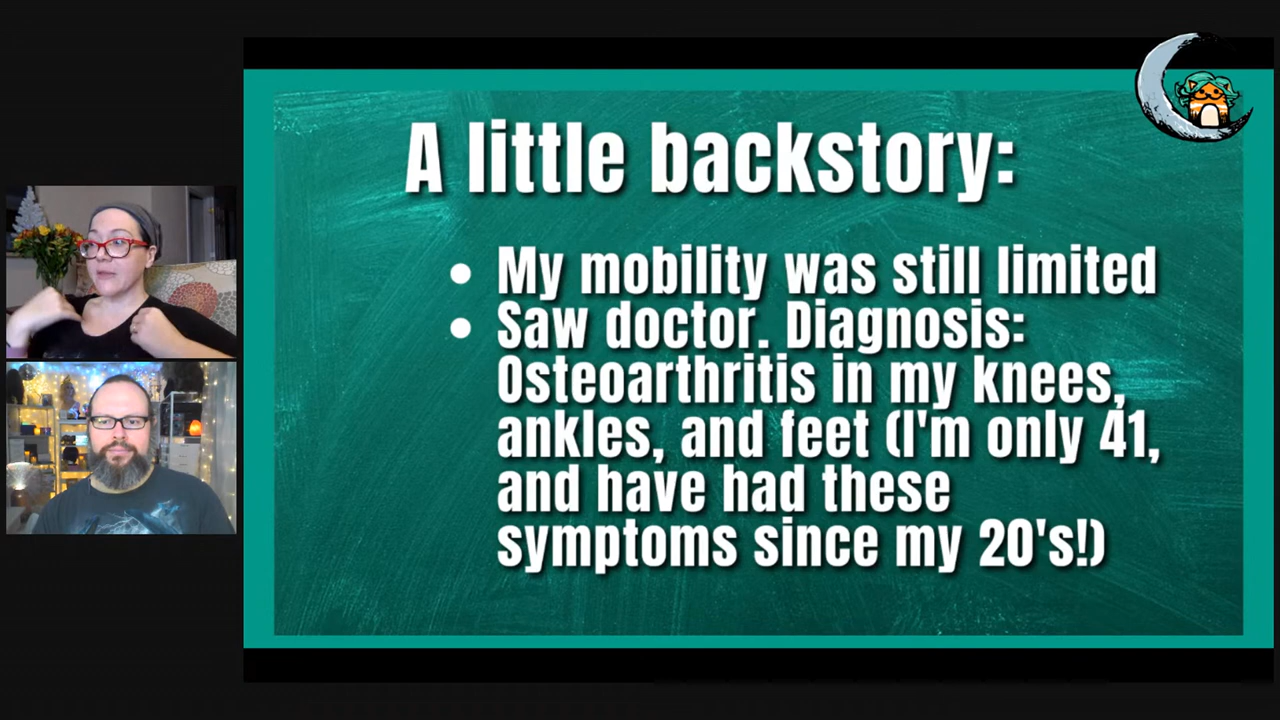 A little backstory:
• My mobility was still limited
• Saw doctor. Diagnosis:
Osteoarthritis in my knees,
ankles, and feet (I'm only 41,
and have had these
symptoms since my 20's!)